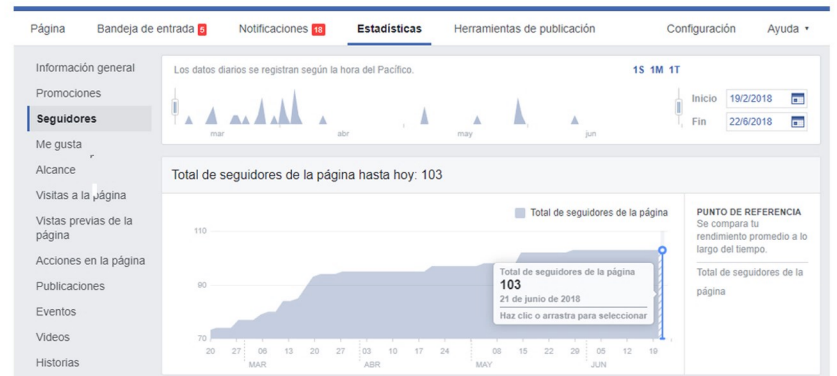 Página Bandeja de entrada 5 Notificaciones 18 Estadísticas Herramientas de publicación Configuración Ayuda
Información general
Promociones
Seguidores
Me gusta
Alcance
Visitas a la página
Vistas previas de la
página
Acciones en la página
Publicaciones
Eventos
Videos
Historias
Los datos diarios se registran según la hora del Pacífico.
1S 1M 1T
Inicio 19/2/2018
Fin 22/6/2018
mar abr may jun
Total de seguidores de la página hasta hoy: 103
Total de seguidores de la página
110
90
70
Total de seguidores de la página
103
21 de junio de 2018
Haz clic o arrastra para seleccionar
20 27 06 13 20 27 03 10 17 24 08 15 22 29 05 12 19
MAR ABR MAY JUN
PUNTO DE REFERENCIA
Se compara tu
rendimiento promedio a lo
largo del tiempo.
Total de seguidores de la
página